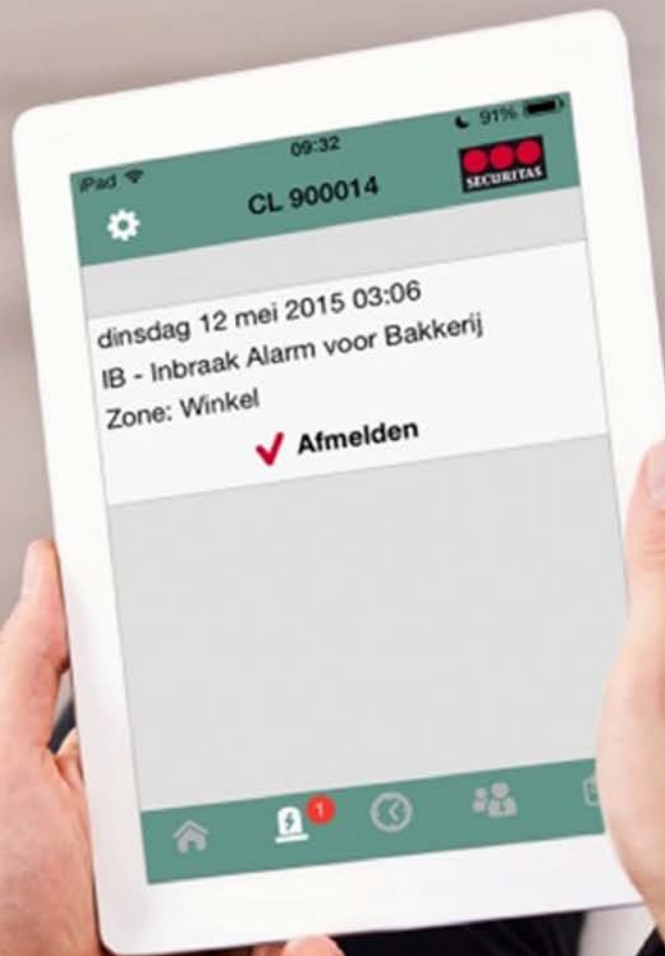 iPad
09:32
91%
CL 900014
SECURITAS
dinsdag 12 mei 2015 03:06
IB - Inbraak Alarm voor Bakkerij
Zone: Winkel
Afmelden
1